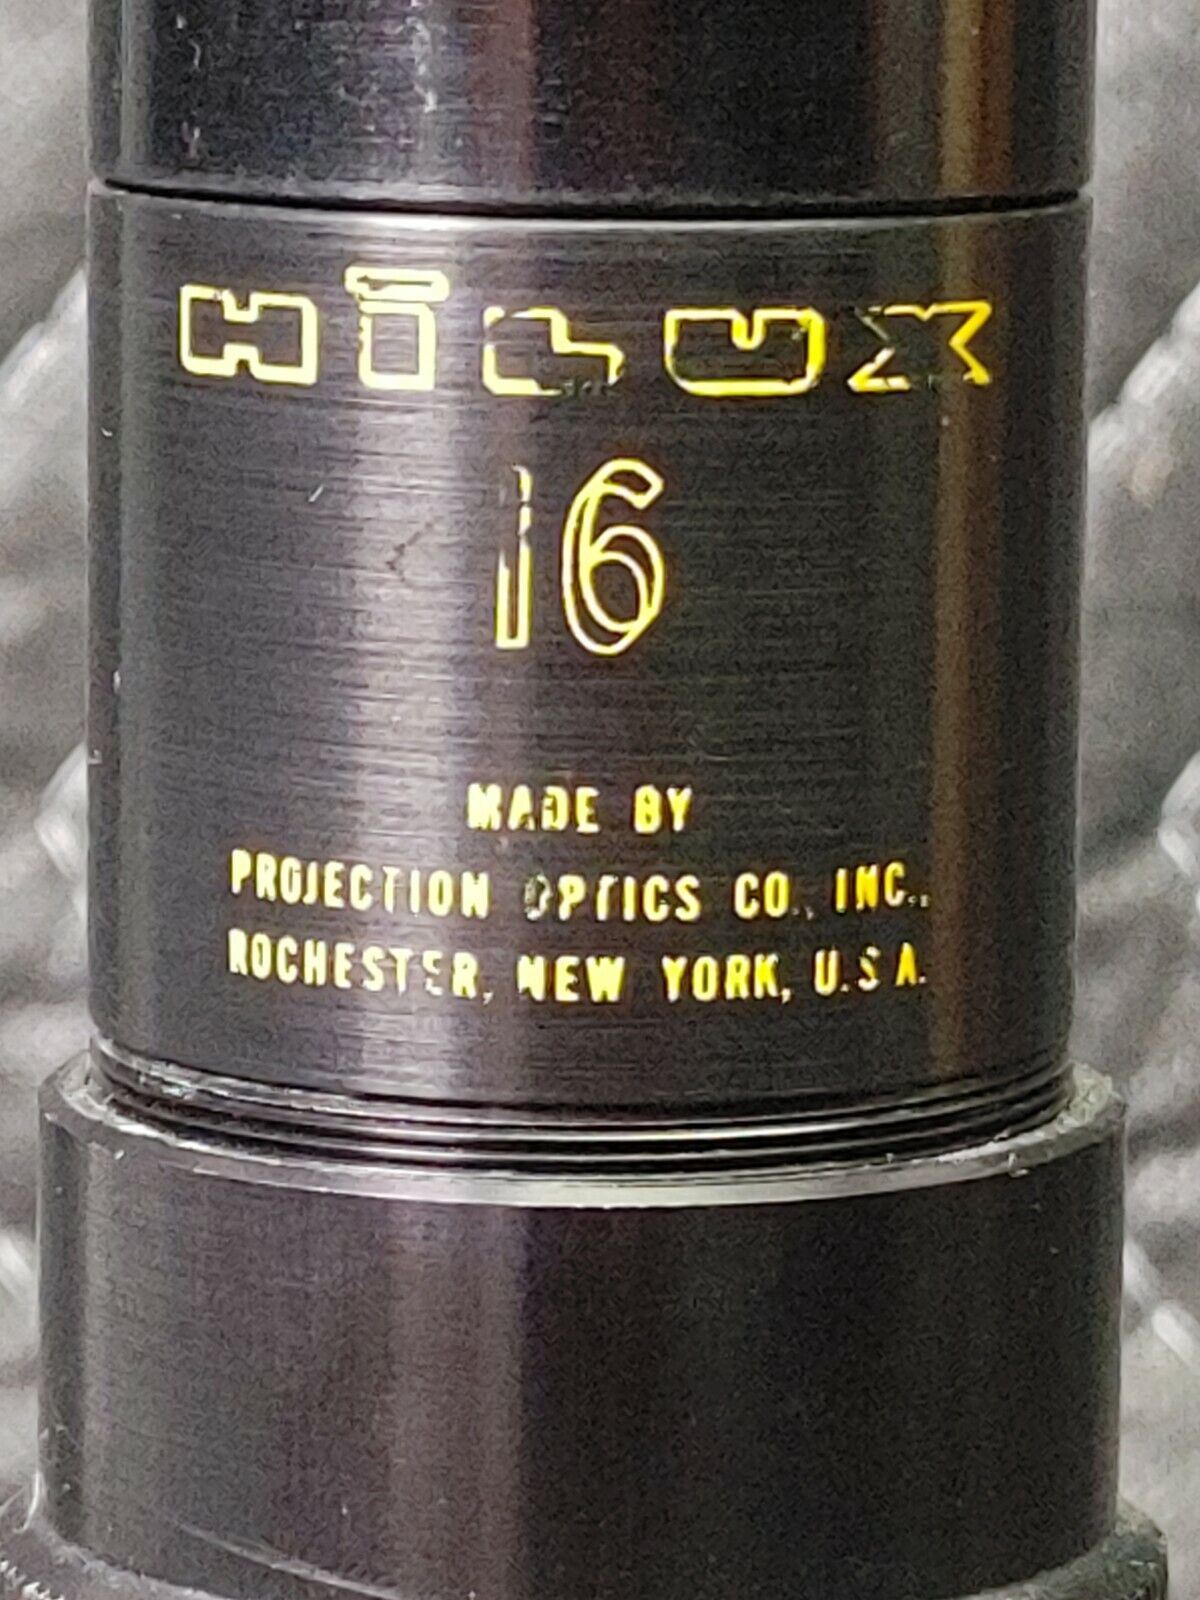 HiLUX
16
MADE BY
PROJECTION OPTICS CO., INC.,
ROCHESTER, NEW YORK, U.S.A.